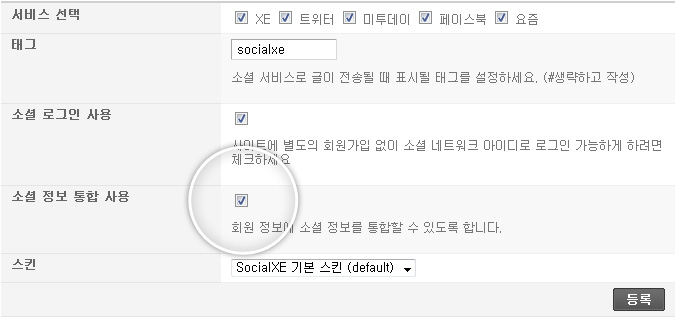 서비스 선택
XE 트위터 미투데이 페이스북 요즘
태그
socialxe
소셜 서비스로 글이 전송될 때 표시될 태그를 설정하세요. (#생략하고 작성)
소셜 로그인 사용
사이트에 별도의 회원가입 없이 소셜 네트워크 아이디로 로그인 가능하게 하려면
체크하세요
소셜 정보 통합 사용
회원 정보에 소셜 정보를 통합할 수 있도록 합니다.
스킨
SocialXE 기본 스킨 (default)
등록